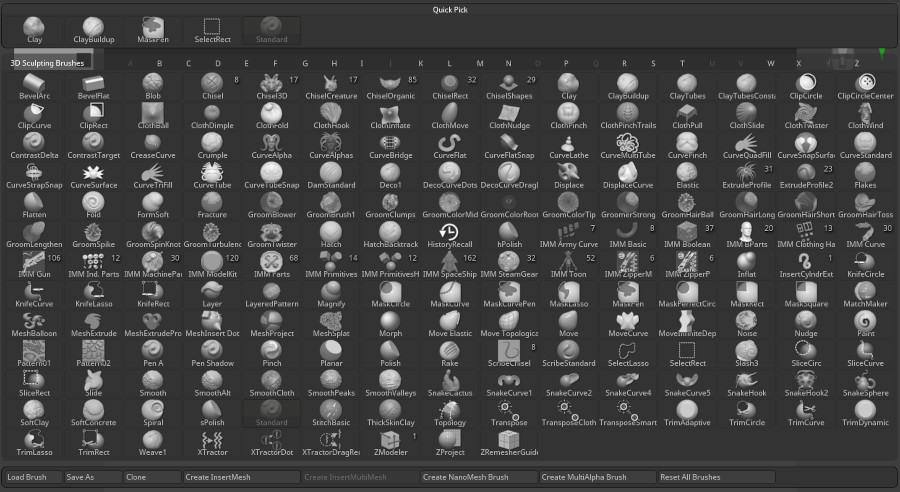 Quick Pick
Clay ClayBuildup MaskPen SelectRect Standard
3D Sculpting Brushes A B C D E F G H I J K L M N O P Q R S T U V W X Y Z
8 17 17 85 32 29
BevelArc BevelFlat Blob Chisel Chisel3D ChiselCreature ChiselOrganic ChiselRect ChiselShapes Clay ClayBuildup ClayTubes ClayTubesConsta ClipCircle ClipCircleCenter
ClipCurve ClipRect ClothBall ClothDimple ClothFold ClothHook ClothInflate ClothMove ClothNudge ClothPinch ClothPinchTrails ClothPull ClothSlide ClothTwister ClothWind
ContrastDelta ContrastTarget CreaseCurve Crumple CurveAlpha CurveAlphas CurveBridge CurveFlat CurveFlatSnap CurveLathe CurveMultiTube CurvePinch CurveQuadFill CurveSnapSurfac CurveStandard
31 23
CurveStrapSnap CurveSurface CurveTriFill CurveTube CurveTubeSnap DamStandard Deco1 DecoCurveDots DecoCurveDragl Displace DisplaceCurve Elastic ExtrudeProfile ExtrudeProfile2 Flakes
Flatten Fold FormSoft Fracture GroomBlower GroomBrush1 GroomClumps GroomColorMid GroomColorRoot GroomColorTip GroomerStrong GroomHairBall GroomHairLong GroomHairShort GroomHairToss
7 8 37 20 13 30
GroomLengthen GroomSpike GroomSpinKnot GroomTurbulenc GroomTwister Hatch HatchBacktrack HistoryRecall hPolish IMM Army Curve IMM Basic IMM Boolean IMM BParts IMM Clothing Ha IMM Curve
106 12 30 120 68 14 12 162 32 52 6 6 1
IMM Gun IMM Ind. Parts IMM MachinePar IMM ModelKit IMM Parts IMM Primitives IMM PrimitivesH IMM SpaceShip IMM SteamGear IMM Toon IMM ZipperM IMM ZipperP Inflat InsertCylndrExt KnifeCircle
KnifeCurve KnifeLasso KnifeRect Layer LayeredPattern Magnify MaskCircle MaskCurve MaskCurvePen MaskLasso MaskPen MaskPerfectCirc MaskRect MaskSquare MatchMaker
MeshBalloon MeshExtrude MeshExtrudePro MeshInsert Dot MeshProject MeshSplat Morph Move Elastic Move Topologica Move MoveCurve MoveInfiniteDep Noise Nudge Paint
8
Pattern01 Pattern02 Pen A Pen Shadow Pinch Planar Polish Rake ScribeChisel ScribeStandard SelectLasso SelectRect Slash3 SliceCirc SliceCurve
SliceRect Slide Smooth SmoothAlt SmoothCloth SmoothPeaks SmoothValleys SnakeCactus SnakeCurve1 SnakeCurve2 SnakeCurve4 SnakeCurve5 SnakeHook SnakeHook2 SnakeSphere
SoftClay SoftConcrete Spiral sPolish Standard StitchBasic ThickSkinClay Topology Transpose TransposeCloth TransposeSmart TrimAdaptive TrimCircle TrimCurve TrimDynamic
1
TrimLasso TrimRect Weave1 XTractor XTractorDot XTractorDragRec ZModeler ZProject ZRemesherGuide
Load Brush Save As Clone Create InsertMesh Create InsertMultiMesh Create NanoMesh Brush Create MultiAlpha Brush Reset All Brushes